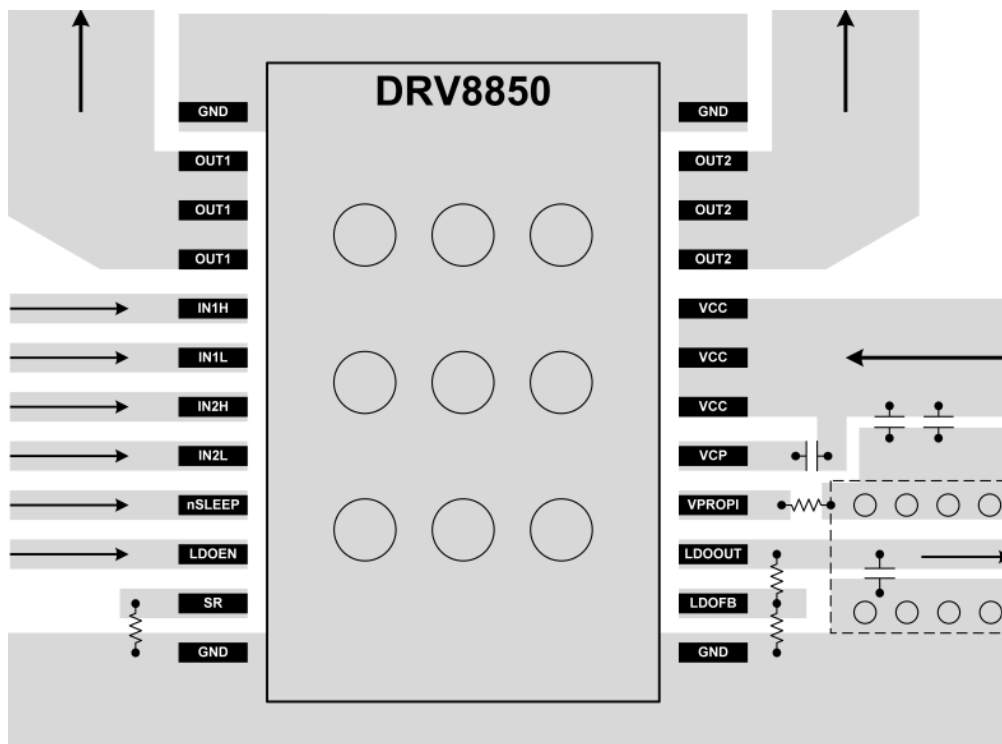 DRV8850
GND GND
OUT1 OUT2
OUT1 OUT2
OUT1 OUT2
IN1H VCC
IN1L VCC
IN2H VCC
IN2L VCP
nSLEEP VPROPI
LDOEN LDOOUT
SR LDOFB
GND GND